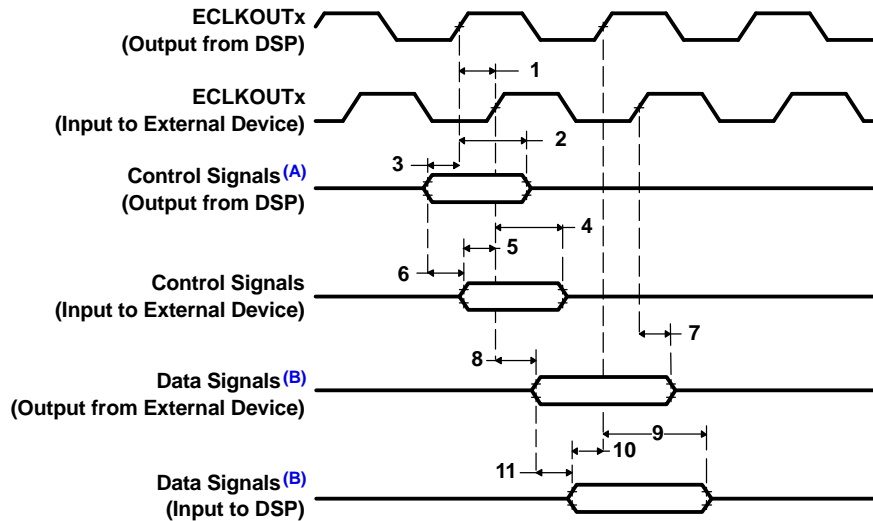 ECLKOUTx
(Output from DSP)
1
ECLKOUTx
(Input to External Device)
2
3
Control Signals(A)
(Output from DSP)
4
5
6
Control Signals
(Input to External Device)
7
8
Data Signals(B)
(Output from External Device)
9
10
11
Data Signals(B)
(Input to DSP)